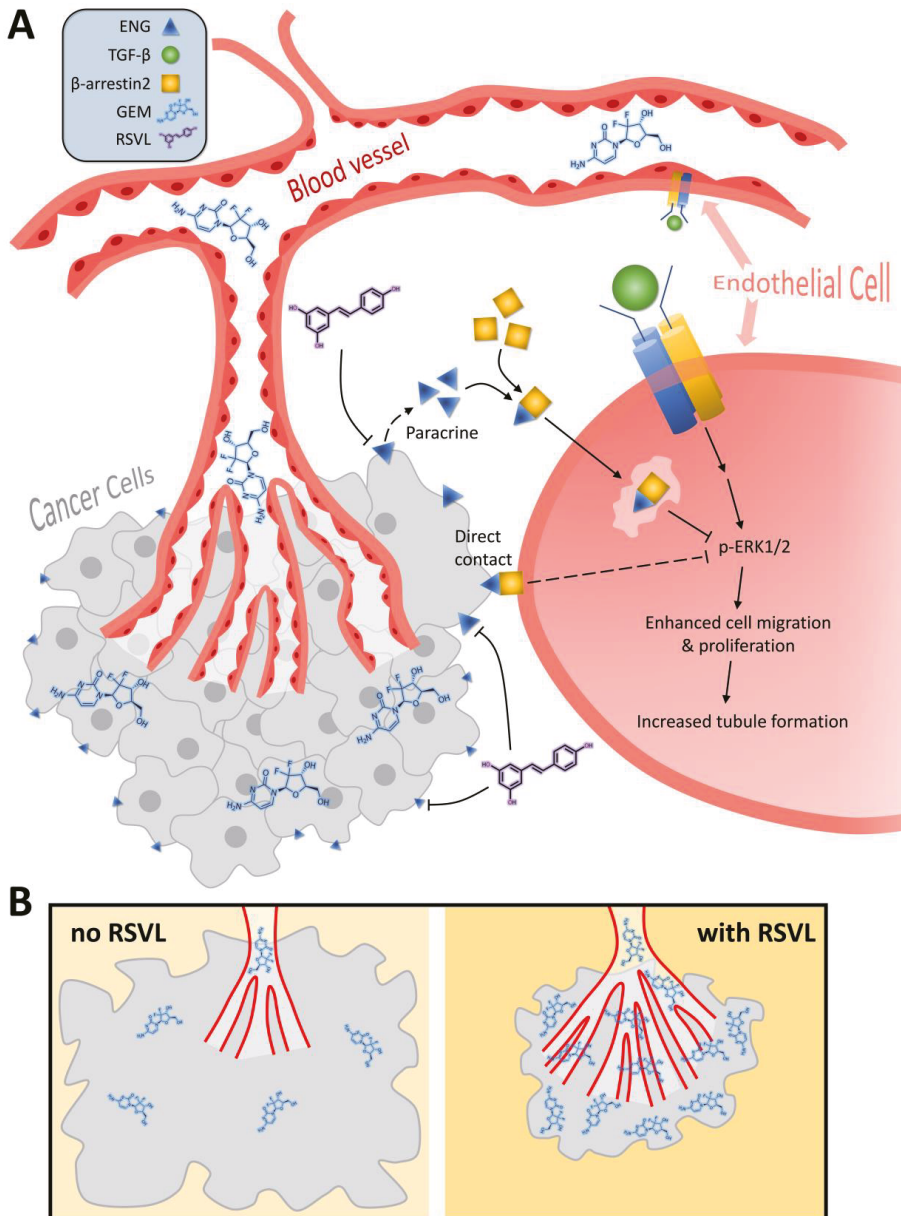 A
ENG
TGF-β
β-arrestin2
GEM
RSVL
Blood vessel
Endothelial Cell
Cancer Cells
Paracrine
Direct
contact
p-ERK1/2
Enhanced cell migration
& proliferation
Increased tubule formation
B
no RSVL
with RSVL